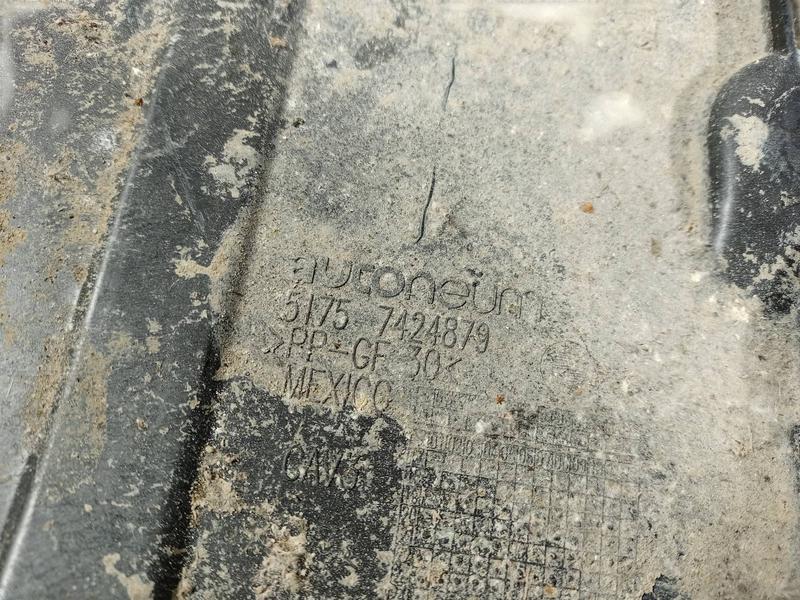 autoneum
5175 7424879
>PP-GF 30<
MEXICO